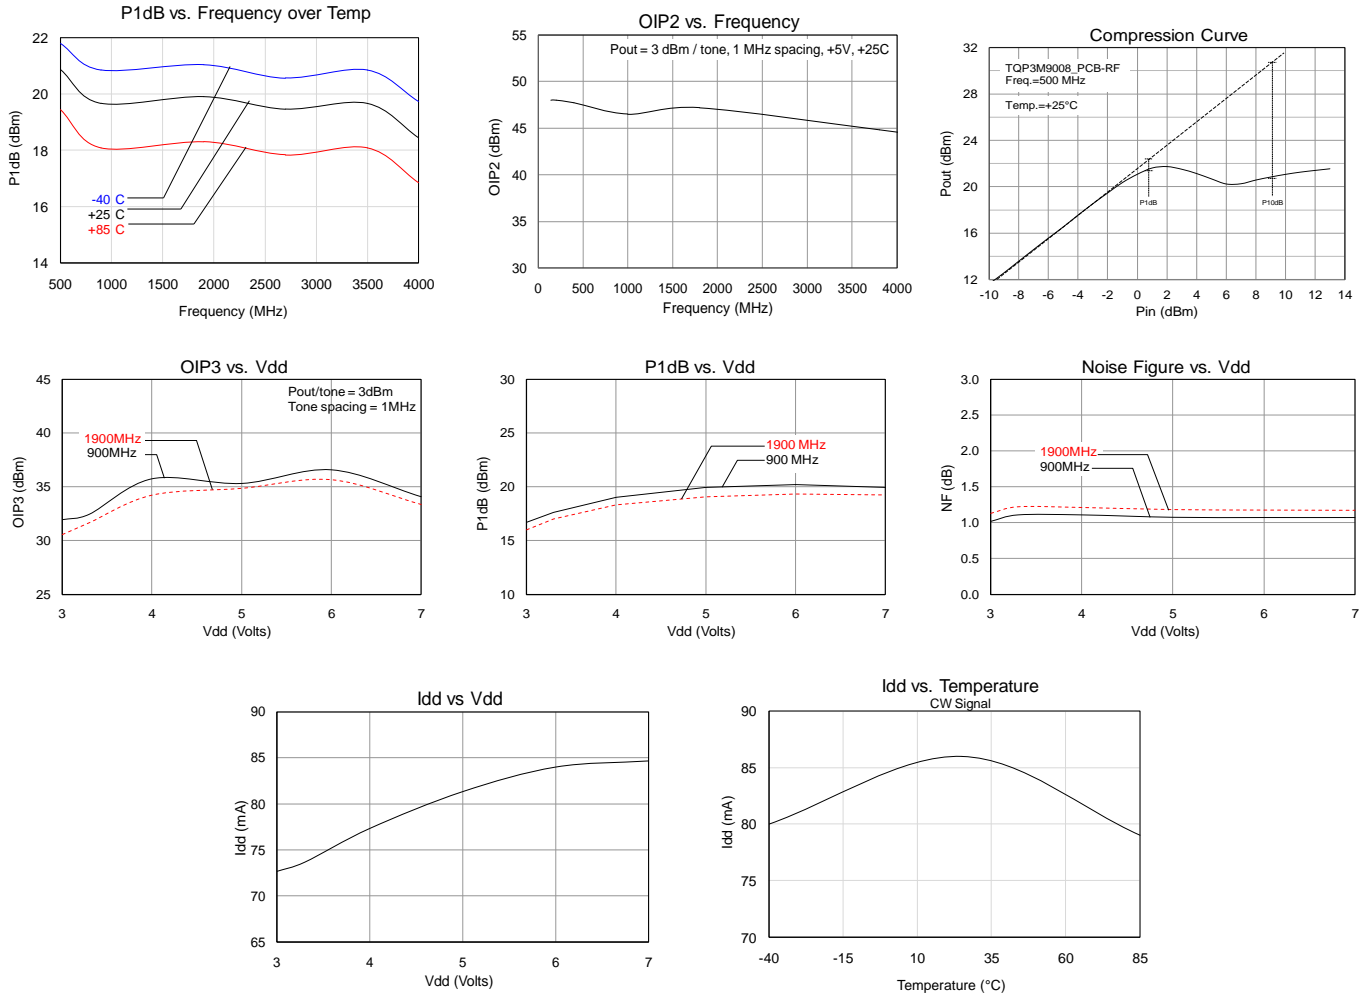 P1dB vs. Frequency over Temp
22
20
18
16
14
P1dB (dBm)
-40 C
+25 C
+85 C
500 1000 1500 2000 2500 3000 3500 4000
Frequency (MHz)
OIP2 vs. Frequency
Pout = 3 dBm / tone, 1 MHz spacing, +5V, +25C
55
50
45
40
35
30
OIP2 (dBm)
0 500 1000 1500 2000 2500 3000 3500 4000
Frequency (MHz)
Compression Curve
TQP3M9008_PCB-RF
Freq.=500 MHz
Temp.=+25°C
32
28
24
20
16
12
Pout (dBm)
P1dB
P10dB
-10 -8 -6 -4 -2 0 2 4 6 8 10 12 14
Pin (dBm)
OIP3 vs. Vdd
Pout/tone = 3dBm
Tone spacing = 1MHz
45
40
35
30
25
OIP3 (dBm)
1900MHz
900MHz
3 4 5 6 7
Vdd (Volts)
P1dB vs. Vdd
30
25
20
15
10
P1dB (dBm)
1900 MHz
900 MHz
3 4 5 6 7
Vdd (Volts)
Noise Figure vs. Vdd
3.0
2.5
2.0
1.5
1.0
0.5
0.0
NF (dB)
1900MHz
900MHz
3 4 5 6 7
Vdd (Volts)
Idd vs Vdd
90
85
80
75
70
65
Idd (mA)
3 4 5 6 7
Vdd (Volts)
Idd vs. Temperature
CW Signal
90
85
80
75
70
Idd (mA)
-40 -15 10 35 60 85
Temperature (°C)